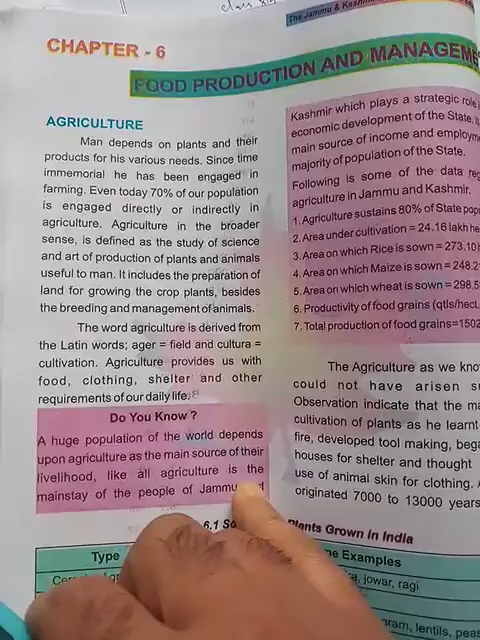 The Jammu & Kashmir
CHAPTER - 6
FOOD PRODUCTION AND
AGRICULTURE
Man depends on plants and their
products for his various needs. Since time
immemorial he has been engaged in
farming. Even today 70% of our population
is engaged directly or indirectly in
agriculture. Agriculture in the broader
sense, is defined as the study of science
and art of production of plants and animals
useful to man. It includes the preparation of
land for growing the crop plants, besides
the breeding and management of animals.
The word agriculture is derived from
the Latin words; ager = field and cultura =
cultivation. Agriculture provides us with
food, clothing, shelter and other
requirements of our daily life.
Do You Know ?
A huge population of the world depends
upon agriculture as the main source of their
livelihood, like all agriculture is the
mainstay of the people of Jammu
Kashmir which plays a strategic role
economic development of the State.
main source of income and
majority of population of the State.
Following is some of the data
agriculture in Jammu and Kashmir.
1. Agriculture sustains 80% of State
2. Area under cultivation = 24.16 lakh
3. Area on which Rice is sown = 273.10
4. Area on which Maize is sown = 248.2
5. Area on which wheat is sown = 298.5
6. Productivity of food grains (qtls/hect.
7. Total production of food grains=1502
The Agriculture as we
could not have arisen
Observation indicate that the
cultivation of plants as he learnt
fire, developed tool making,
houses for shelter and thought
use of animal skin for clothing.
originated 7000 to 13000 years
6.1 Plants Grown in India
Type Examples
jowar, ragi
gram, lentils,